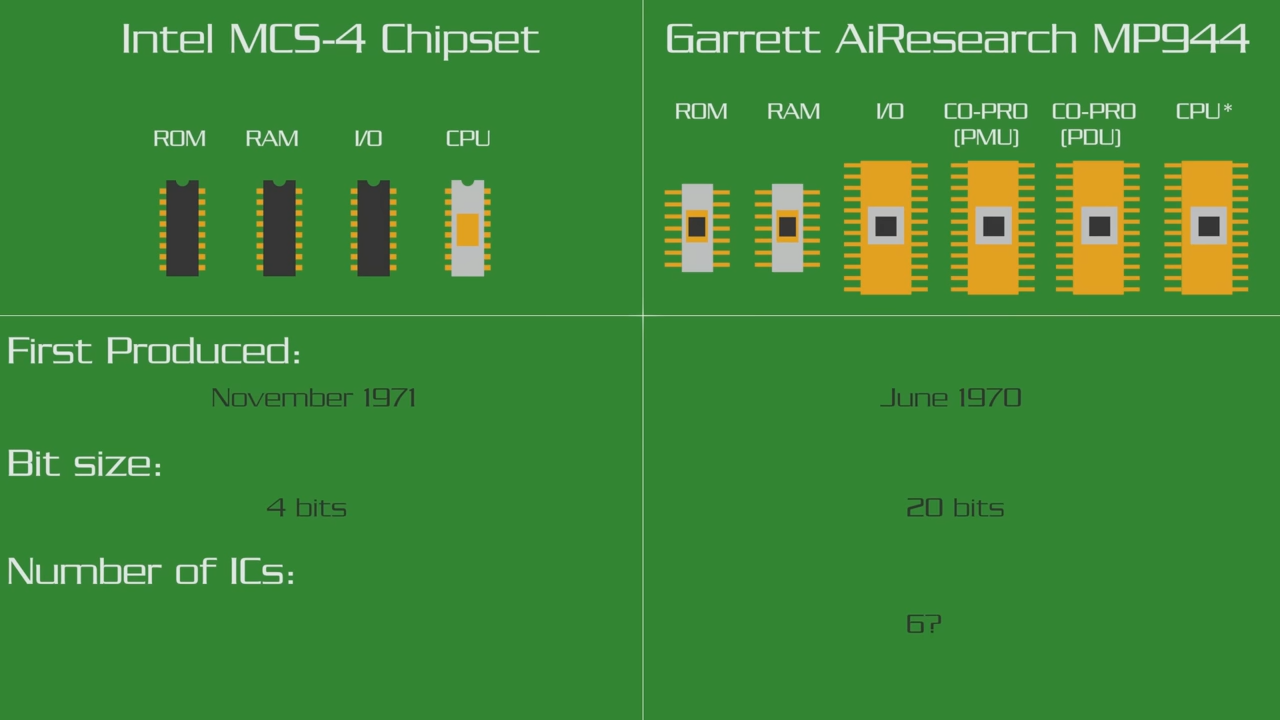 Intel MCS-4 Chipset
ROM RAM I/O CPU
Garrett AiResearch MP944
ROM RAM I/O CO-PRO CO-PRO CPU*
(PMU) (PDU)
First Produced:
November 1971
June 1970
Bit size:
4 bits
20 bits
Number of ICs:
6?